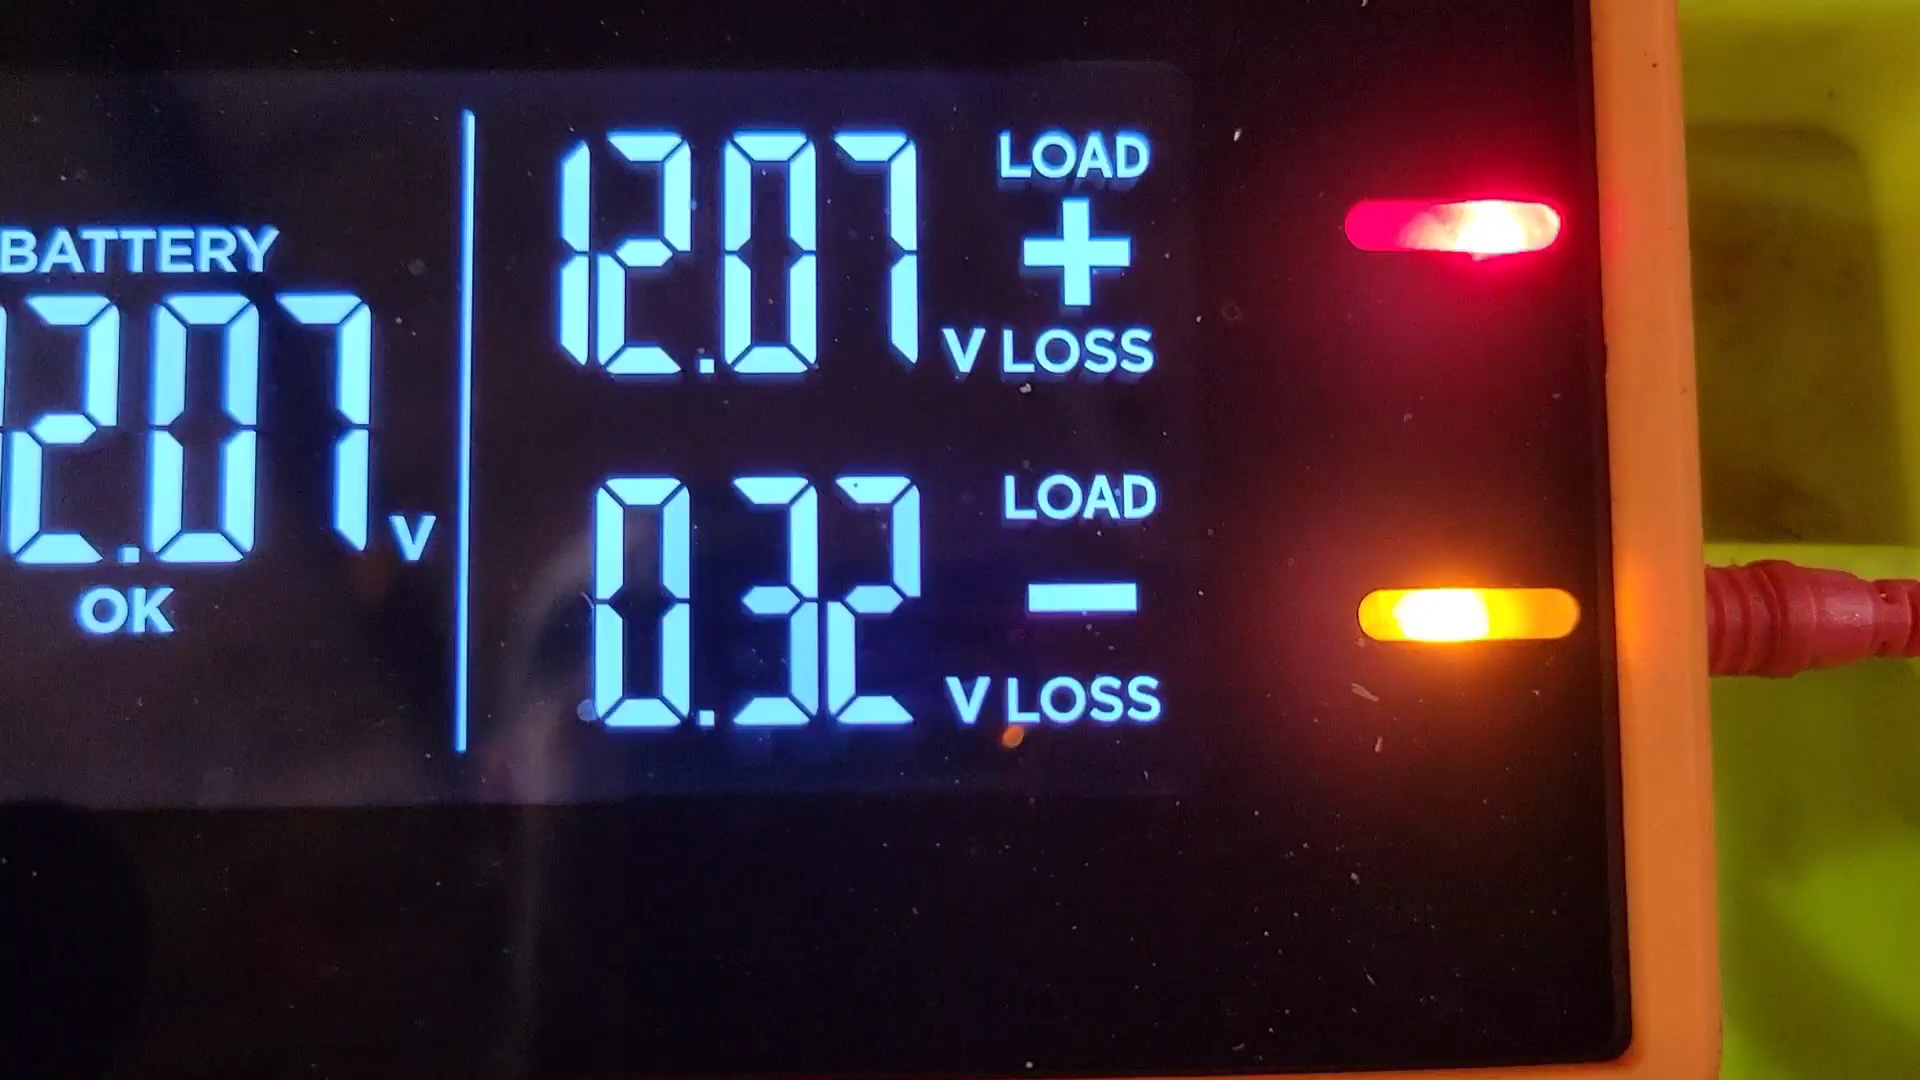 BATTERY
12.07 V
OK
12.07 V LOSS
LOAD
+
0.32 V LOSS
LOAD
-